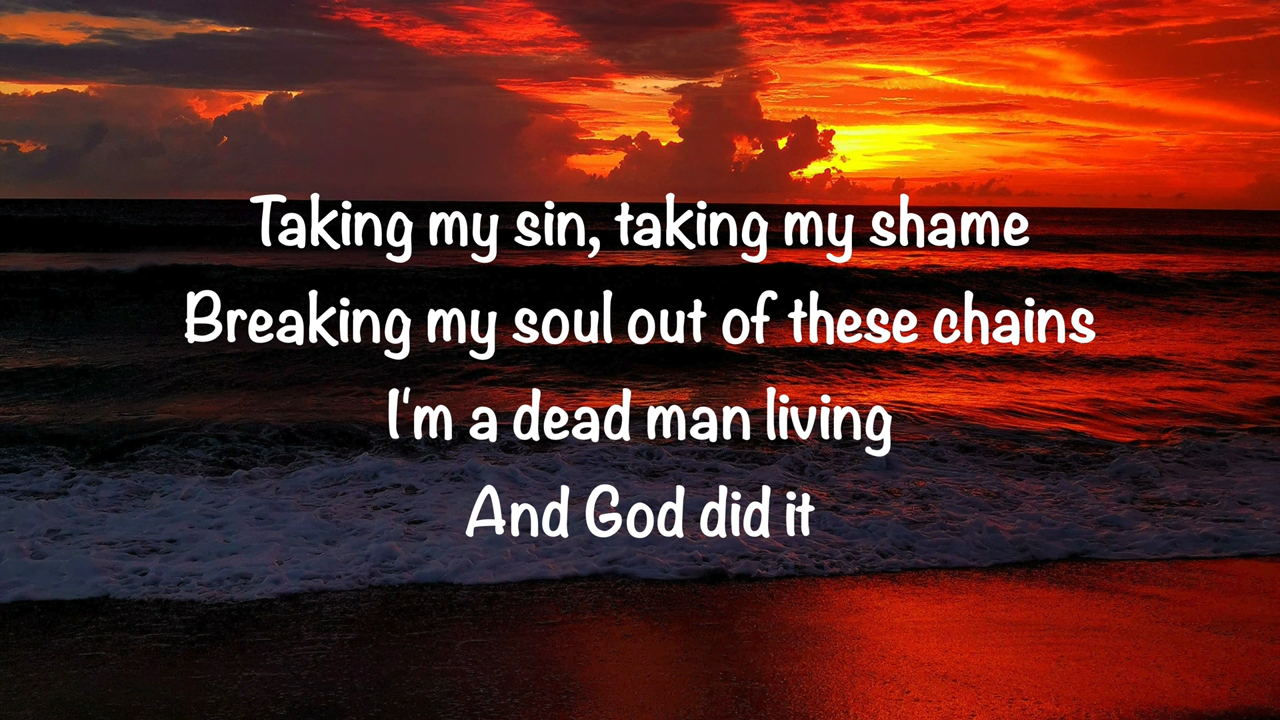 Taking my sin, taking my shame
Breaking my soul out of these chains
I'm a dead man living
And God did it